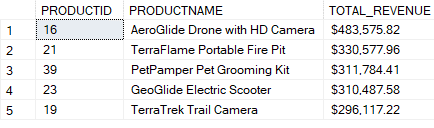 PRODUCTID PRODUCTNAME TOTAL_REVENUE
1 16 AeroGlide Drone with HD Camera $483,575.82
2 21 TerraFlame Portable Fire Pit $330,577.96
3 39 PetPamper Pet Grooming Kit $311,784.41
4 23 GeoGlide Electric Scooter $310,487.58
5 19 TerraTrek Trail Camera $296,117.22